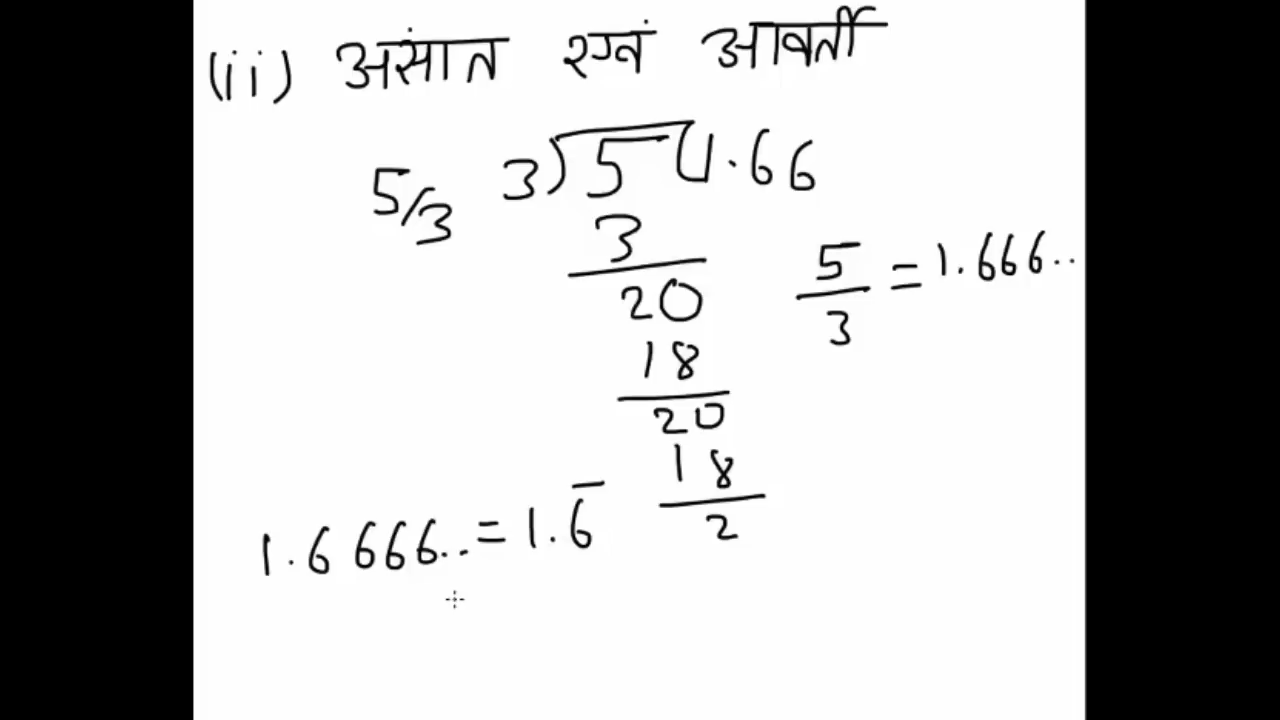 (ii) असांत एवं आवर्ती
5/3 3)5(1.66
3
20
5/3 = 1.666..
18
20
18
2
1.6666.. = 1.6̅